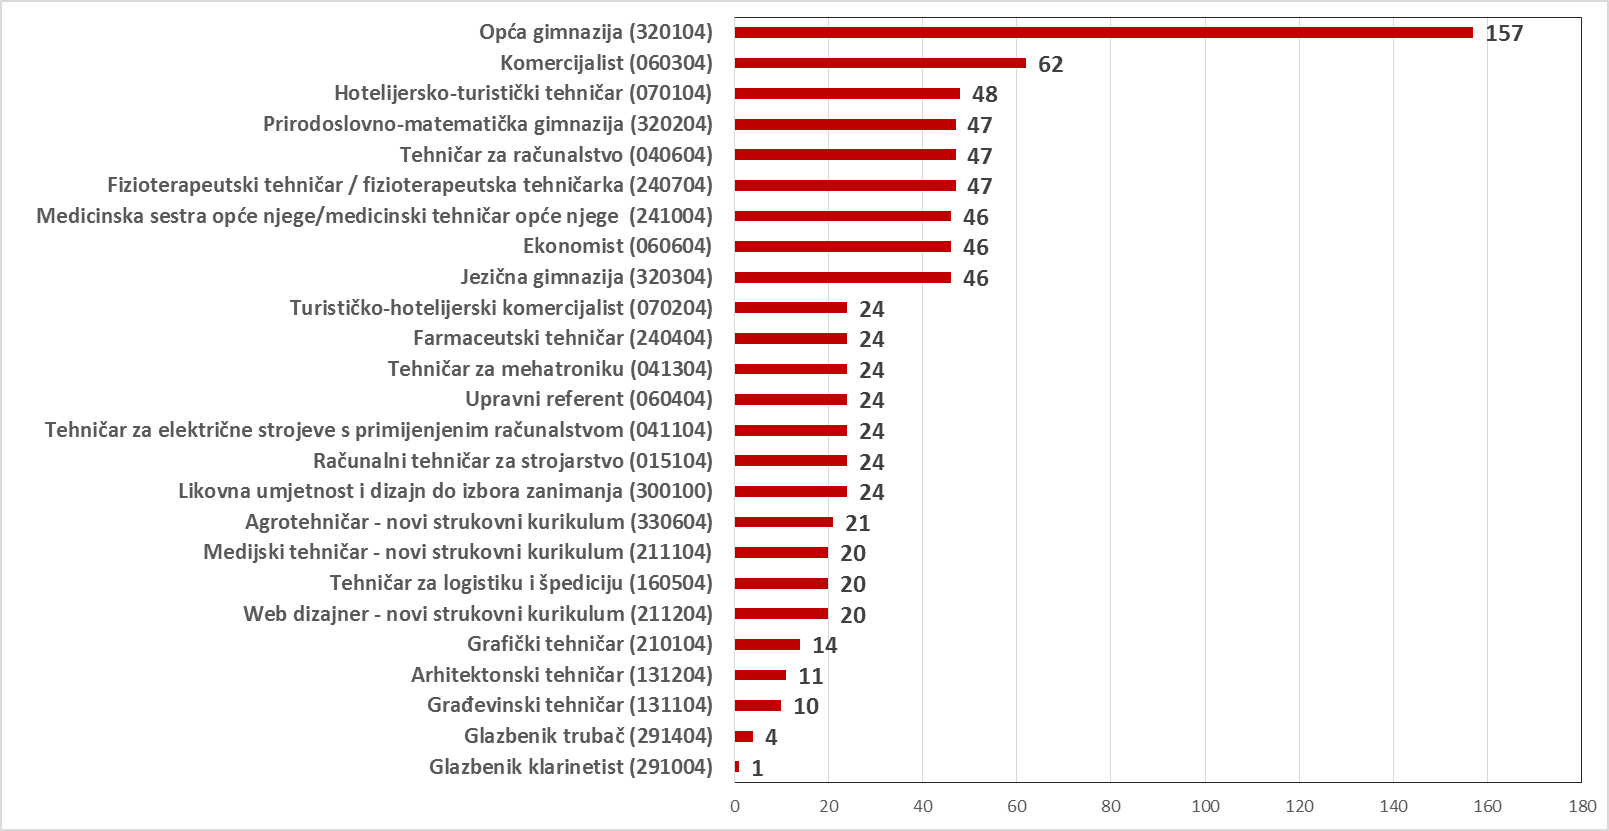 Opća gimnazija (320104) 157
Komercijalist (060304) 62
Hotelijersko-turistički tehničar (070104) 48
Prirodoslovno-matematička gimnazija (320204) 47
Tehničar za računalstvo (040604) 47
Fizioterapeutski tehničar / fizioterapeutska tehničarka (240704) 47
Medicinska sestra opće njege/medicinski tehničar opće njege  (241004) 46
Ekonomist (060604) 46
Jezična gimnazija (320304) 46
Turističko-hotelijerski komercijalist (070204) 24
Farmaceutski tehničar (240404) 24
Tehničar za mehatroniku (041304) 24
Upravni referent (060404) 24
Tehničar za električne strojeve s primijenjenim računalstvom (041104) 24
Računalni tehničar za strojarstvo (015104) 24
Likovna umjetnost i dizajn do izbora zanimanja (300100) 24
Agrotehničar - novi strukovni kurikulum (330604) 21
Medijski tehničar - novi strukovni kurikulum (211104) 20
Tehničar za logistiku i špediciju (160504) 20
Web dizajner - novi strukovni kurikulum (211204) 20
Grafički tehničar (210104) 14
Arhitektonski tehničar (131204) 11
Građevinski tehničar (131104) 10
Glazbenik trubač (291404) 4
Glazbenik klarinetist (291004) 1
0 20 40 60 80 100 120 140 160 180